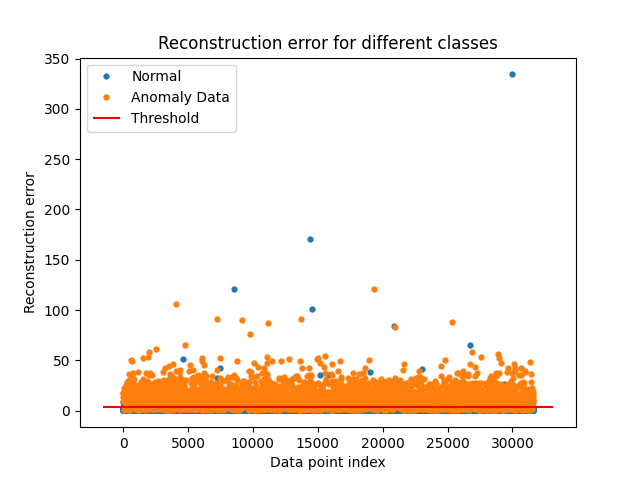 Reconstruction error for different classes
Normal
Anomaly Data
Threshold
Reconstruction error
350
300
250
200
150
100
50
0
0 5000 10000 15000 20000 25000 30000
Data point index